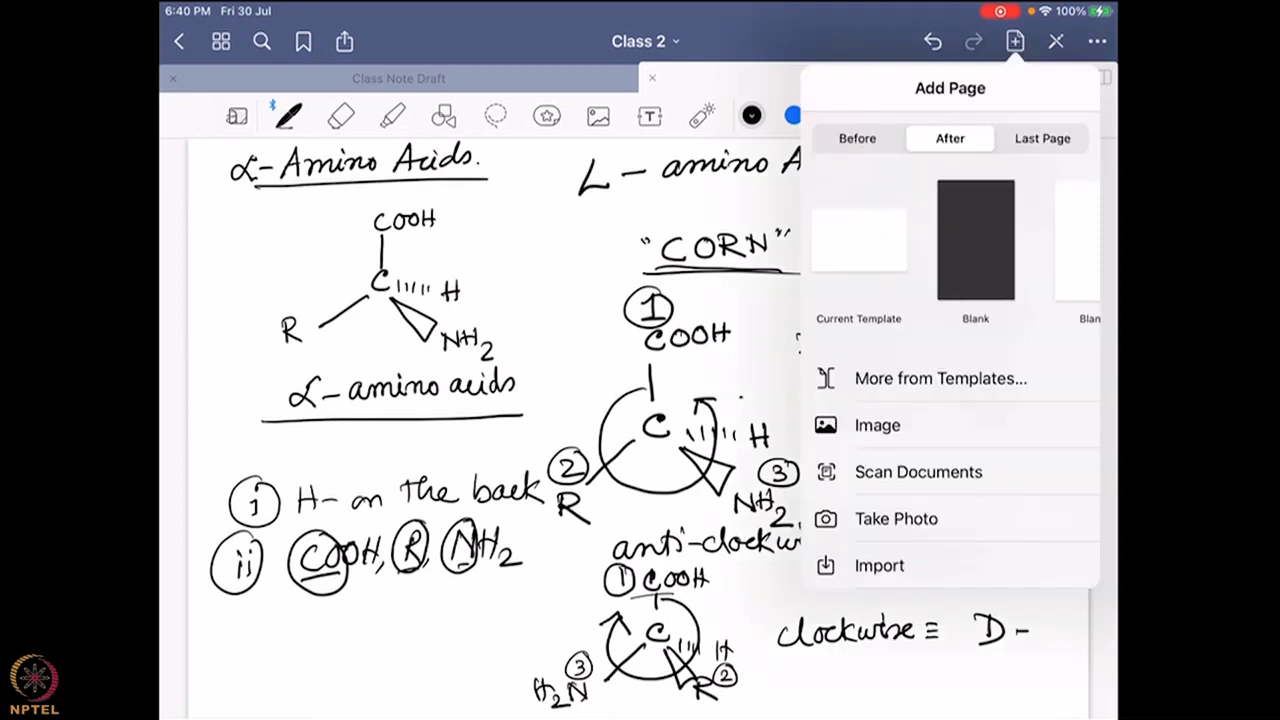 6:40 PM Fri 30 Jul
100%
Class 2
Class Note Draft
Add Page
Before After Last Page
Current Template
Blank
Blan
More from Templates...
Image
Scan Documents
Take Photo
Import
α-Amino Acids.
COOH
C H
R
NH2
α-amino acids
i H- on the back
ii COOH, R, NH2
L - amino A
"CORN"
1
COOH
C H
2 3
R NH2
anti-clockw
1 COOH
C H
3 2
H2N R
clockwise ≡ D -
NPTEL